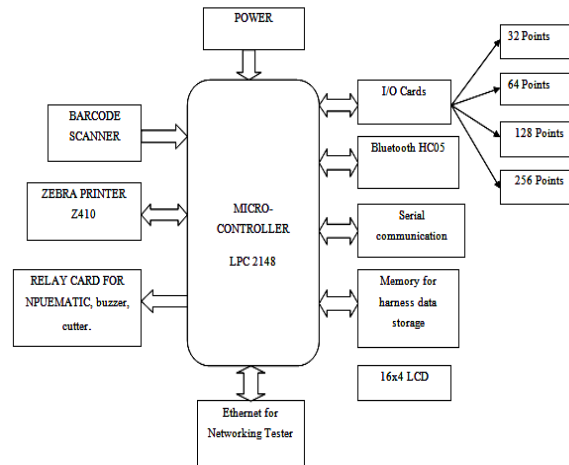 POWER
BARCODE
SCANNER
ZEBRA PRINTER
Z410
RELAY CARD FOR
NPUEMATIC, buzzer,
cutter.
MICRO-
CONTROLLER
LPC 2148
I/O Cards
Bluetooth HC05
Serial
communication
Memory for
harness data
storage
16x4 LCD
Ethernet for
Networking Tester
32 Points
64 Points
128 Points
256 Points